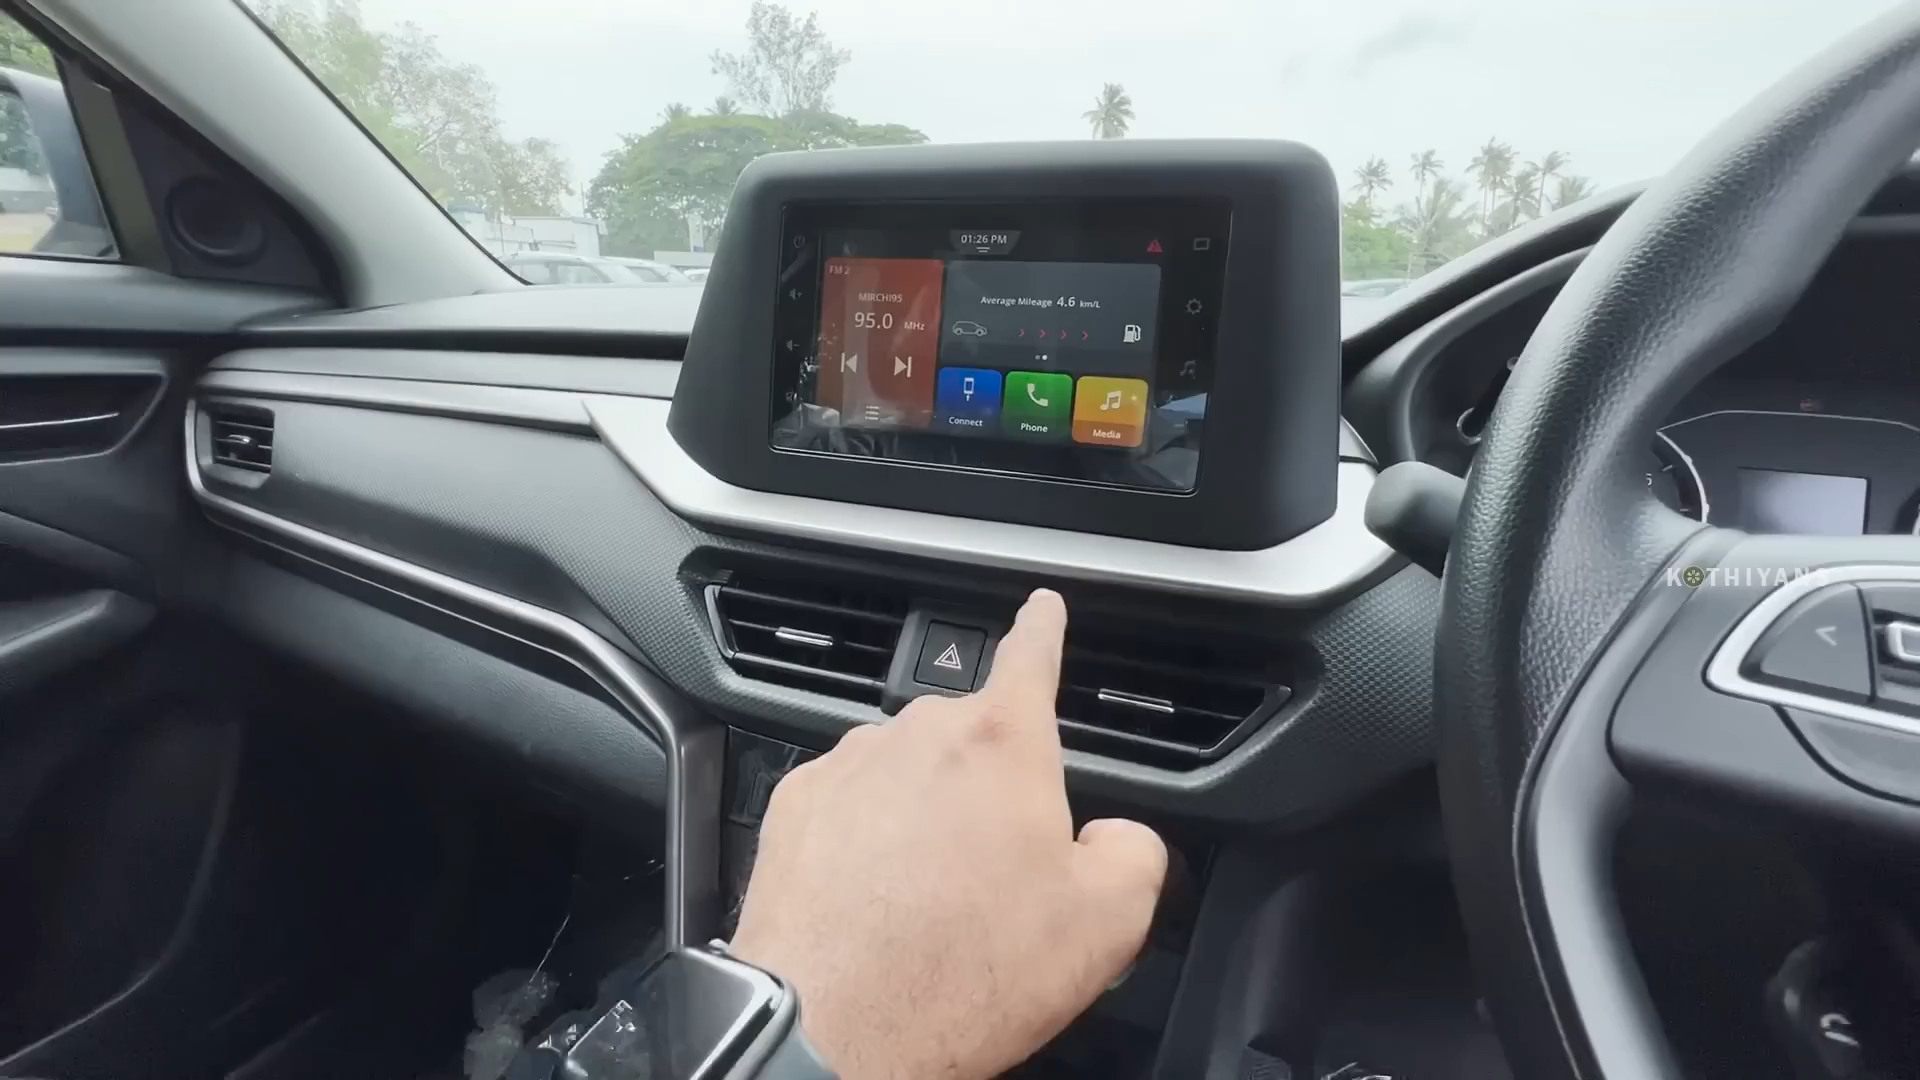 01:26 PM
FM 2
MIRCHI95
95.0 MHz
Average Mileage 4.6 km/L
Connect
Phone
Media
KOTHIYANS